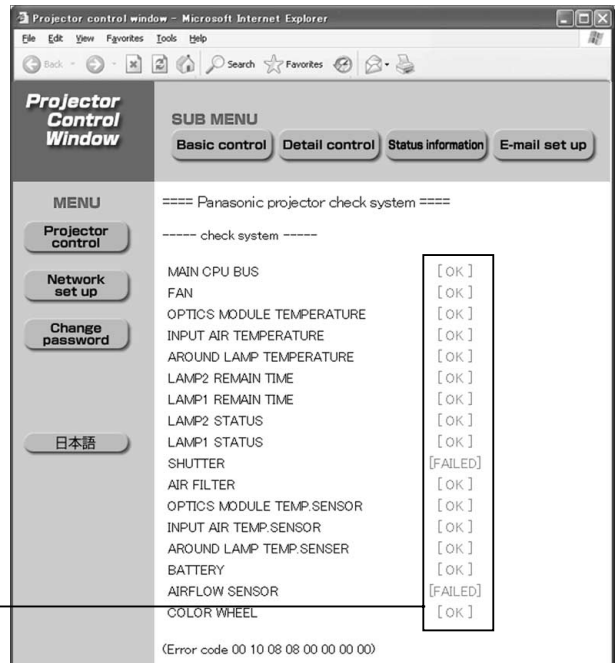 Projector control window - Microsoft Internet Explorer
File Edit View Favorites Tools Help
Back Search Favorites
Projector
Control
Window
SUB MENU
Basic control Detail control Status information E-mail set up
MENU
Projector
control
Network
set up
Change
password
日本語
==== Panasonic projector check system ====
----- check system -----
MAIN CPU BUS [ OK ]
FAN [ OK ]
OPTICS MODULE TEMPERATURE [ OK ]
INPUT AIR TEMPERATURE [ OK ]
AROUND LAMP TEMPERATURE [ OK ]
LAMP2 REMAIN TIME [ OK ]
LAMP1 REMAIN TIME [ OK ]
LAMP2 STATUS [ OK ]
LAMP1 STATUS [ OK ]
SHUTTER [FAILED]
AIR FILTER [ OK ]
OPTICS MODULE TEMP.SENSOR [ OK ]
INPUT AIR TEMP.SENSOR [ OK ]
AROUND LAMP TEMP.SENSER [ OK ]
BATTERY [ OK ]
AIRFLOW SENSOR [FAILED]
COLOR WHEEL [ OK ]
(Error code 00 10 08 08 00 00 00 00)